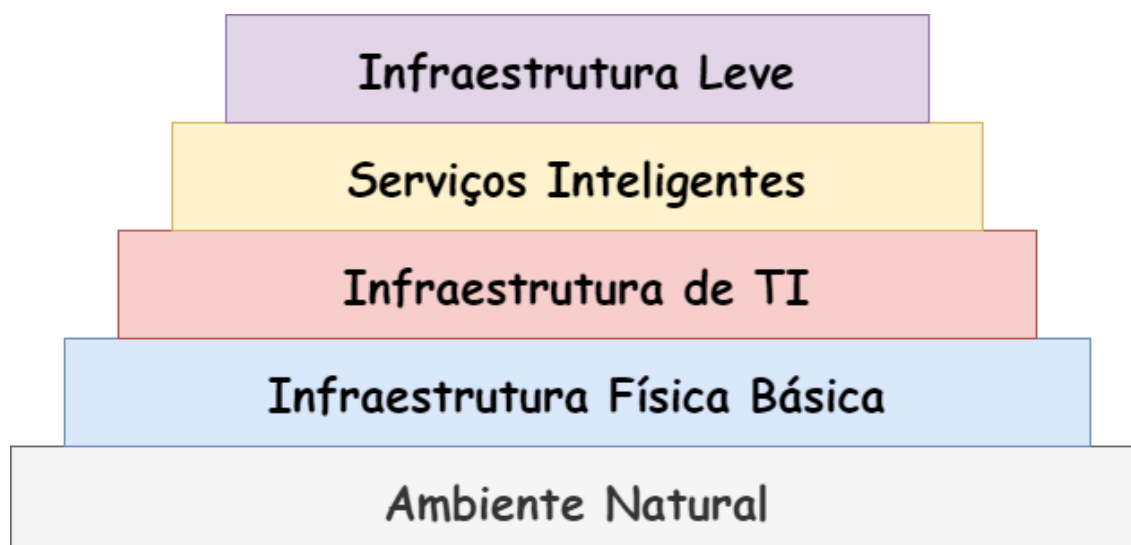 Infraestrutura Leve
Serviços Inteligentes
Infraestrutura de TI
Infraestrutura Física Básica
Ambiente Natural